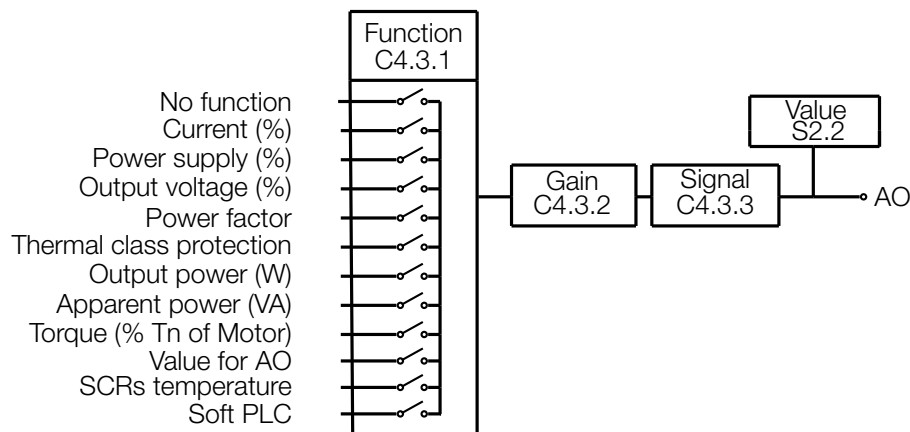 Function
C4.3.1
No function
Current (%)
Power supply (%)
Output voltage (%)
Power factor
Thermal class protection
Output power (W)
Apparent power (VA)
Torque (% Tn of Motor)
Value for AO
SCRs temperature
Soft PLC
Gain
C4.3.2
Signal
C4.3.3
Value
S2.2
AO